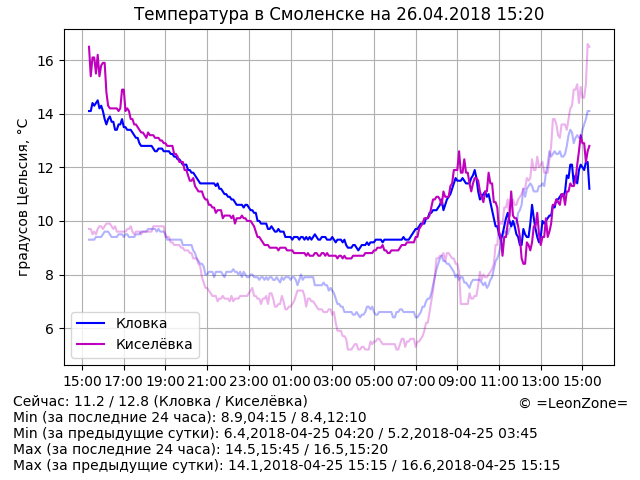 Температура в Смоленске на 26.04.2018 15:20
градусов Цельсия, °C
16
14
12
10
8
6
Кловка
Киселёвка
15:00 17:00 19:00 21:00 23:00 01:00 03:00 05:00 07:00 09:00 11:00 13:00 15:00
Сейчас: 11.2 / 12.8 (Кловка / Киселёвка)
© =LeonZone=
Min (за последние 24 часа): 8.9,04:15 / 8.4,12:10
Min (за предыдущие сутки): 6.4,2018-04-25 04:20 / 5.2,2018-04-25 03:45
Max (за последние 24 часа): 14.5,15:45 / 16.5,15:20
Max (за предыдущие сутки): 14.1,2018-04-25 15:15 / 16.6,2018-04-25 15:15